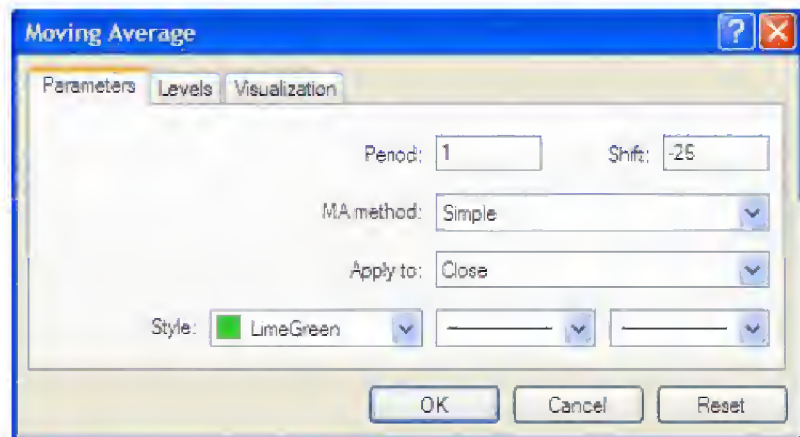 Moving Average
Parameters Levels Visualization
Period: 1 Shift: -25
MA method: Simple
Apply to: Close
Style: LimeGreen
OK Cancel Reset